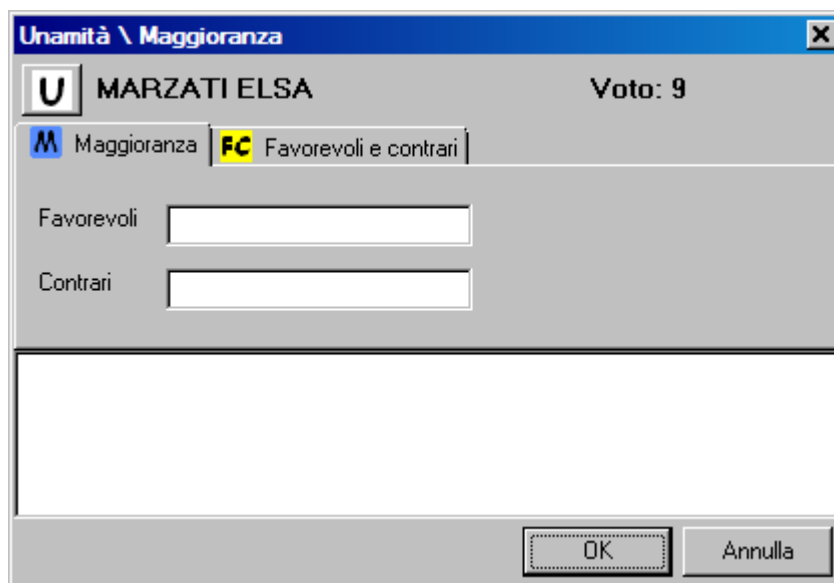 Unamità \ Maggioranza
U MARZATI ELSA Voto: 9
M Maggioranza FC Favorevoli e contrari
Favorevoli
Contrari
OK Annulla